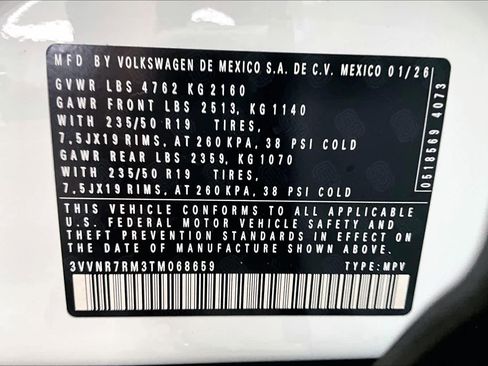 MFD BY VOLKSWAGEN DE MEXICO S.A. DE C.V. MEXICO 01/26
GVWR LBS 4762 KG 2160
GAWR FRONT LBS 2513, KG 1140
WITH 235/50 R19 TIRES,
7,5JX19 RIMS, AT 260 KPA, 38 PSI COLD
GAWR REAR LBS 2359, KG 1070
WITH 235/50 R19 TIRES,
7,5JX19 RIMS, AT 260 KPA, 38 PSI COLD
THIS VEHICLE CONFORMS TO ALL APPLICABLE
U.S. FEDERAL MOTOR VEHICLE SAFETY AND
THEFT PREVENTION STANDARDS IN EFFECT ON
THE DATE OF MANUFACTURE SHOWN ABOVE.
3VVNR7RM3TM068659 TYPE: MPV
0518569 4073